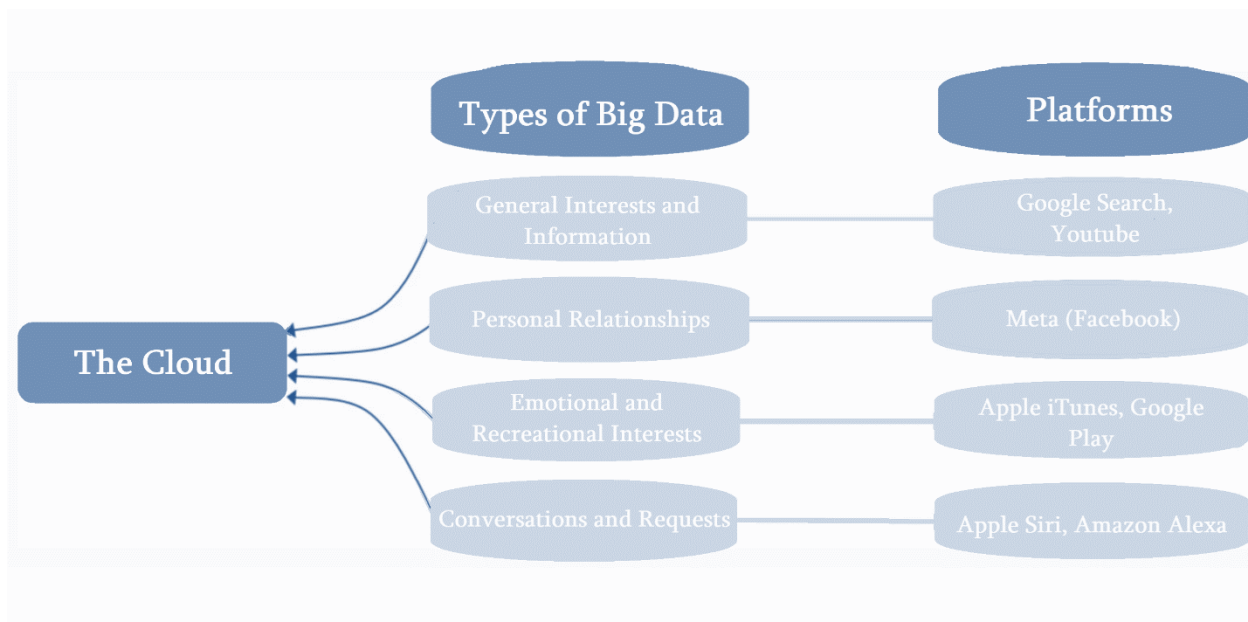 Types of Big Data
Platforms
General Interests and
Information
Google Search,
Youtube
Personal Relationships
Meta (Facebook)
The Cloud
Emotional and
Recreational Interests
Apple iTunes, Google
Play
Conversations and Requests
Apple Siri, Amazon Alexa